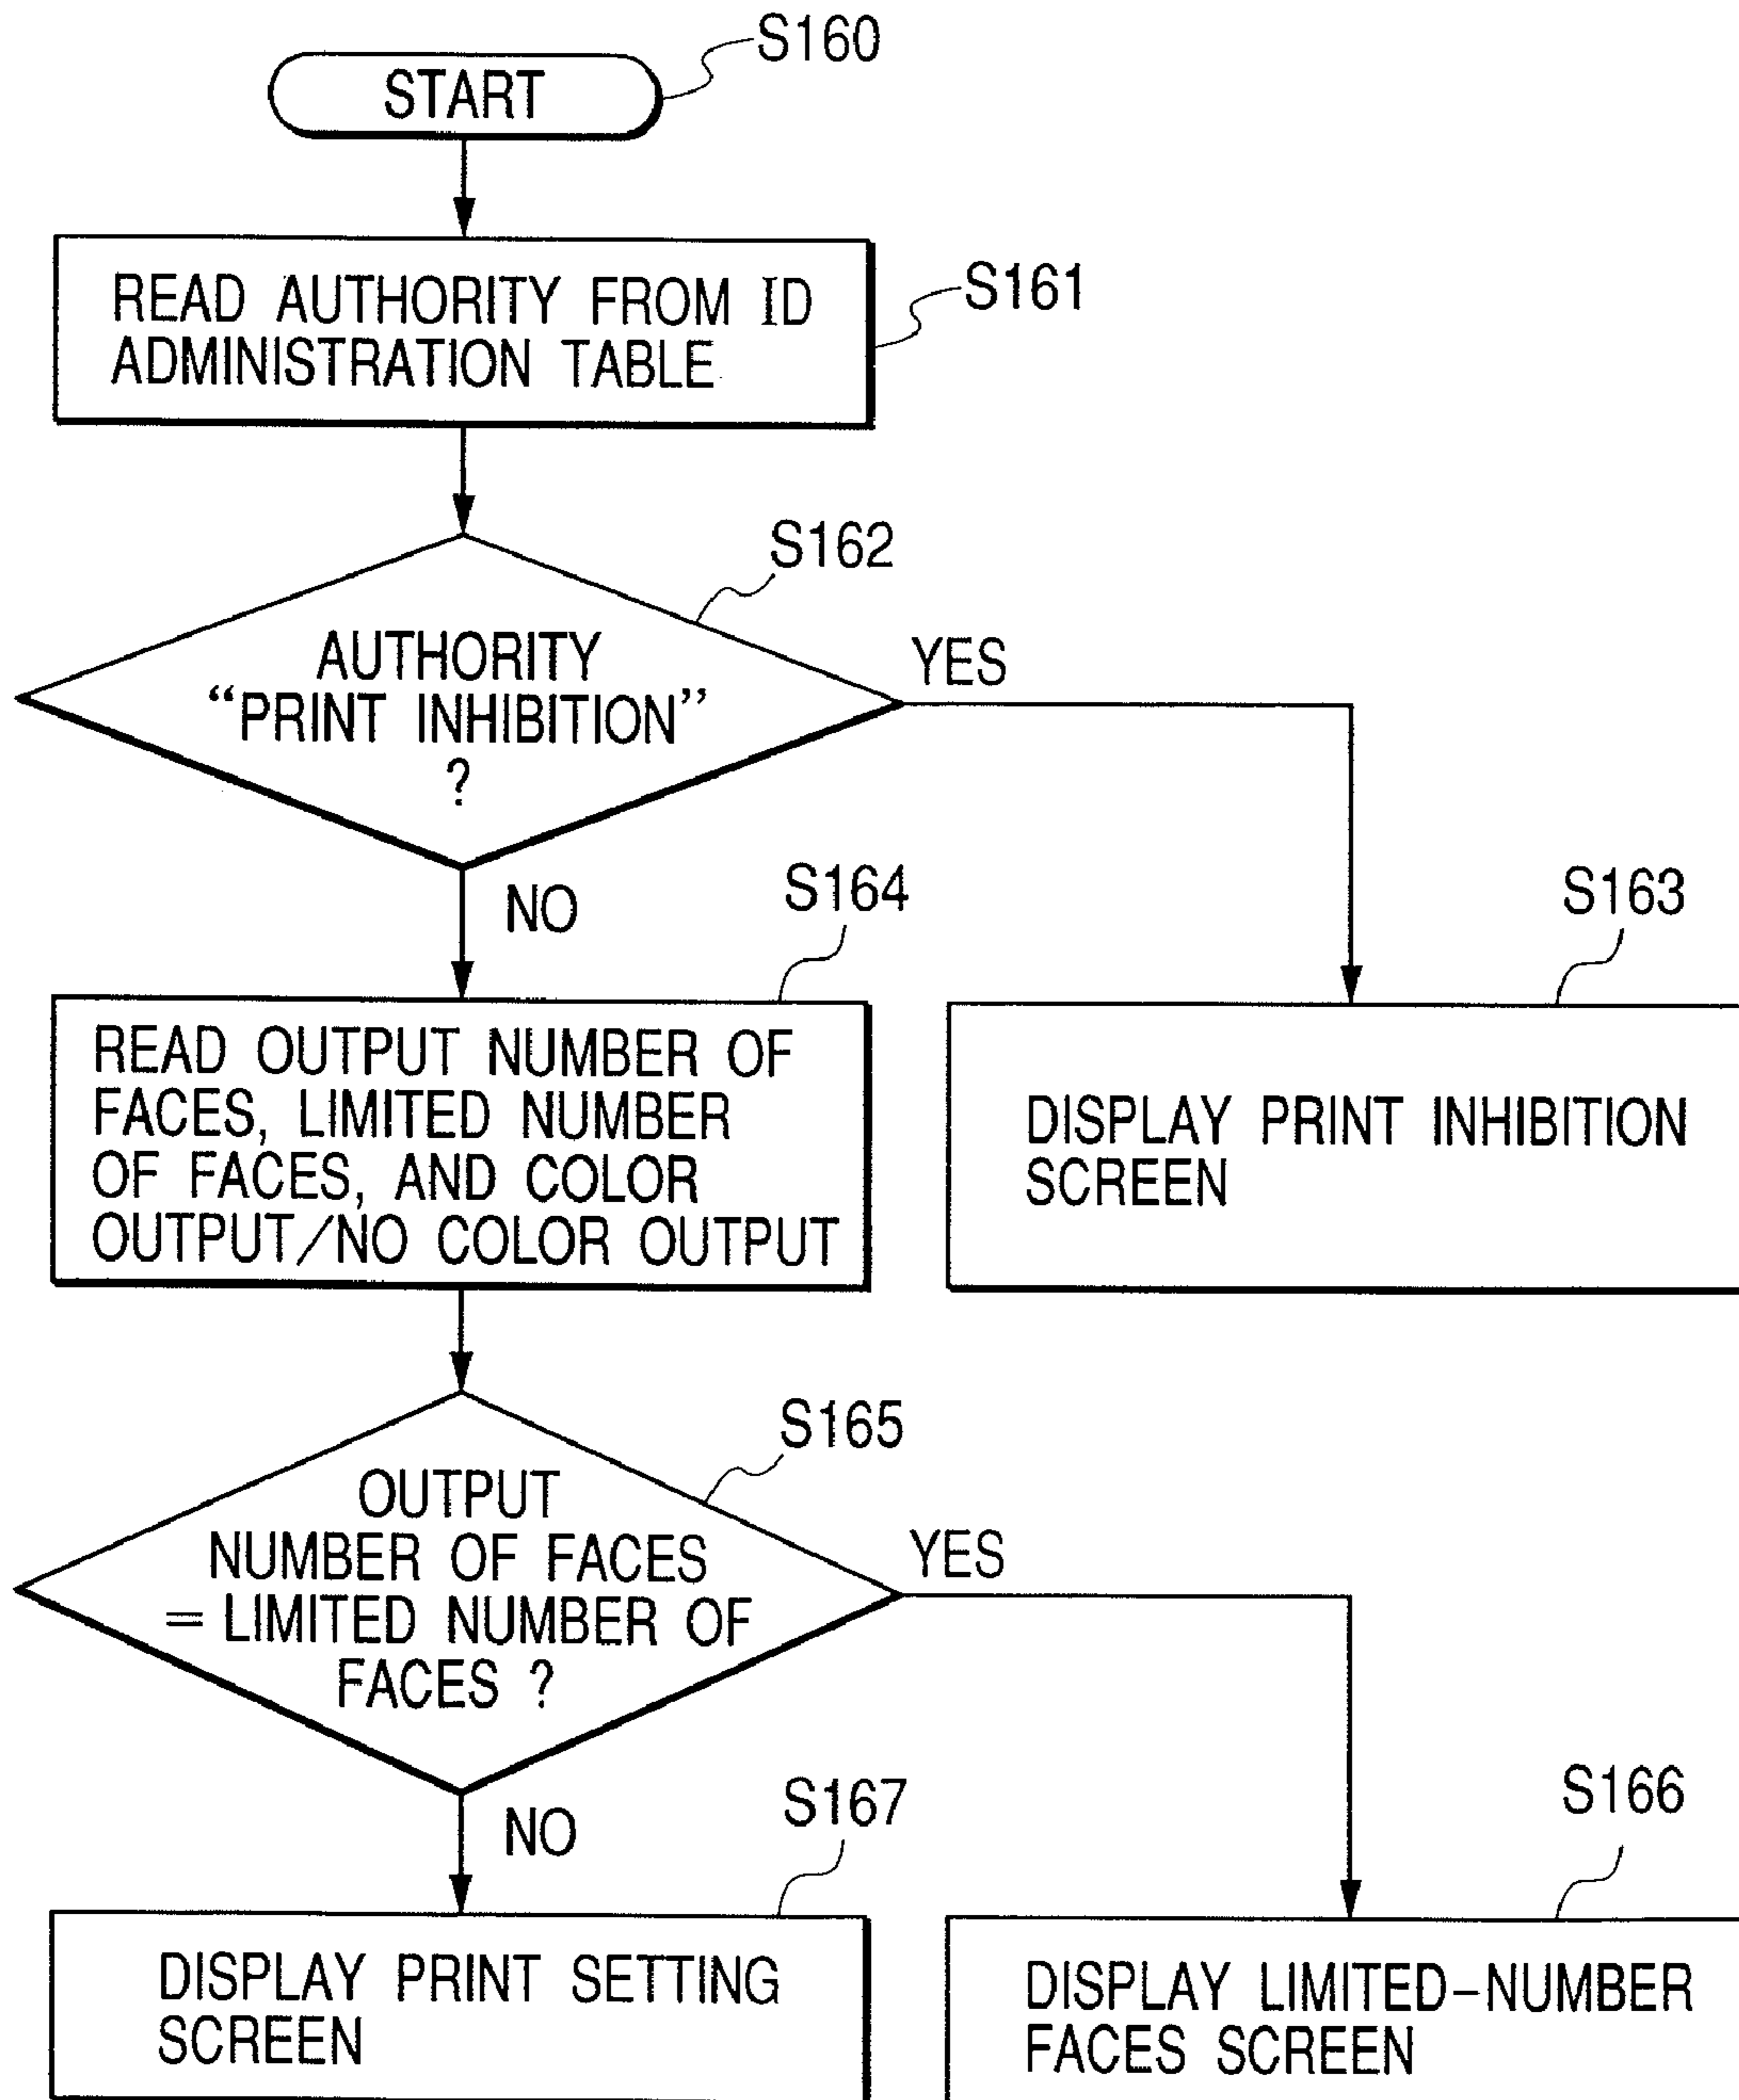 S160
START
S161
READ AUTHORITY FROM ID
ADMINISTRATION TABLE
S162
AUTHORITY
“PRINT INHIBITION”
?
YES
NO
S164
READ OUTPUT NUMBER OF
FACES, LIMITED NUMBER
OF FACES, AND COLOR
OUTPUT/NO COLOR OUTPUT
S163
DISPLAY PRINT INHIBITION
SCREEN
S165
OUTPUT
NUMBER OF FACES
= LIMITED NUMBER OF
FACES ?
YES
NO
S167
DISPLAY PRINT SETTING
SCREEN
S166
DISPLAY LIMITED-NUMBER
FACES SCREEN